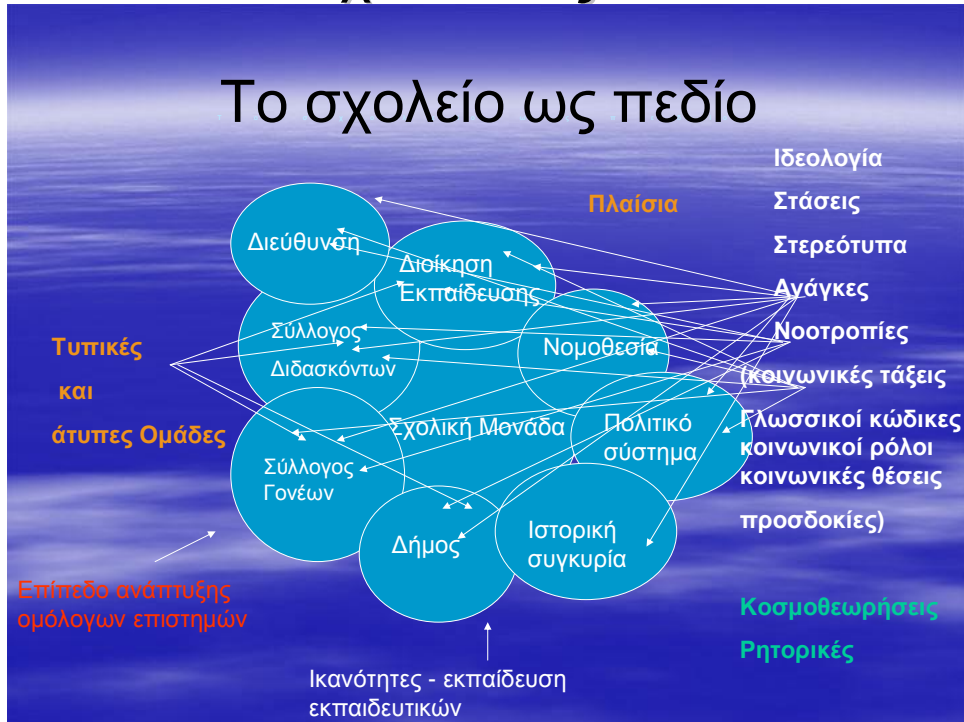 Το σχολείο ως πεδίο
Ιδεολογία
Πλαίσια
Στάσεις
Στερεότυπα
Διεύθυνση
Διοίκηση
Εκπαίδευσης
Ανάγκες
Τυπικές
και
άτυπες Ομάδες
Σύλλογος
Διδασκόντων
Νομοθεσία
Νοοτροπίες
(κοινωνικές τάξεις
Γλωσσικοί κώδικες
κοινωνικοί ρόλοι
κοινωνικές θέσεις
προσδοκίες)
Σχολική Μονάδα
Πολιτικό
σύστημα
Σύλλογος
Γονέων
Δήμος
Ιστορική
συγκυρία
Επίπεδο ανάπτυξης
ομόλογων επιστημών
Κοσμοθεωρήσεις
Ρητορικές
Ικανότητες - εκπαίδευση
εκπαιδευτικών